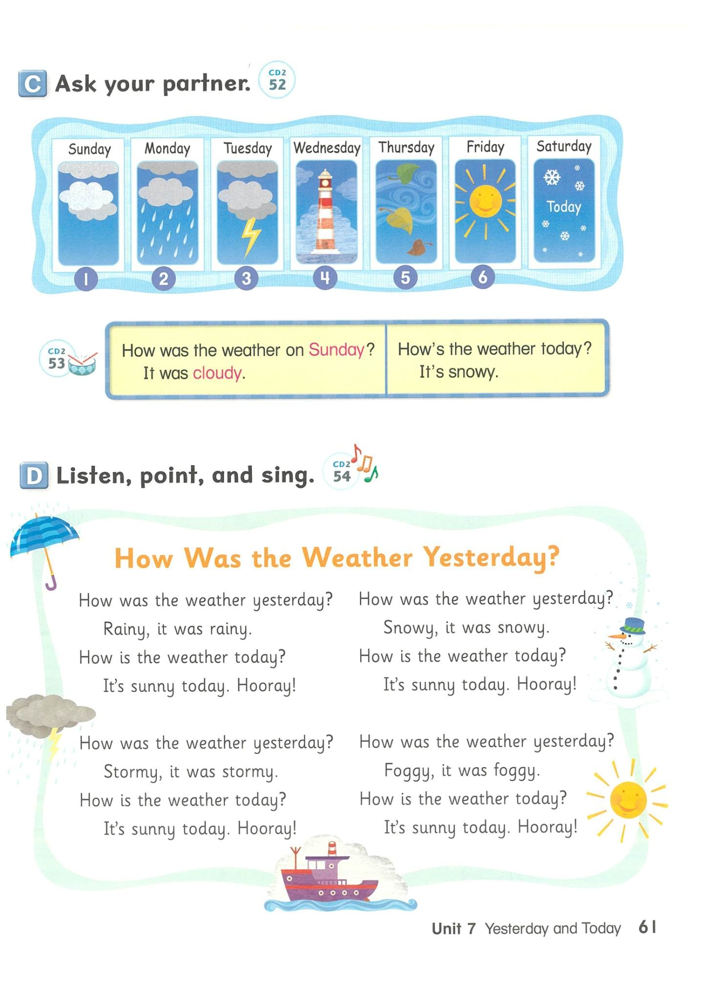 C Ask your partner. CD2 52
Sunday Monday Tuesday Wednesday Thursday Friday Saturday
Today
1 2 3 4 5 6
CD2 53
How was the weather on Sunday?
It was cloudy.
How's the weather today?
It's snowy.
D Listen, point, and sing. CD2 54
How Was the Weather Yesterday?
How was the weather yesterday?
Rainy, it was rainy.
How is the weather today?
It's sunny today. Hooray!
How was the weather yesterday?
Snowy, it was snowy.
How is the weather today?
It's sunny today. Hooray!
How was the weather yesterday?
Stormy, it was stormy.
How is the weather today?
It's sunny today. Hooray!
How was the weather yesterday?
Foggy, it was foggy.
How is the weather today?
It's sunny today. Hooray!
Unit 7 Yesterday and Today 61